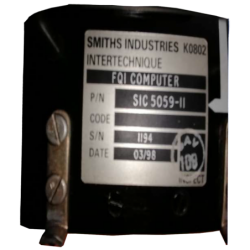 SMITHS INDUSTRIES K0802
INTERTECHNIQUE
FQI COMPUTER
P/N SIC 5059-11
CODE
S/N 1194
DATE 03/98